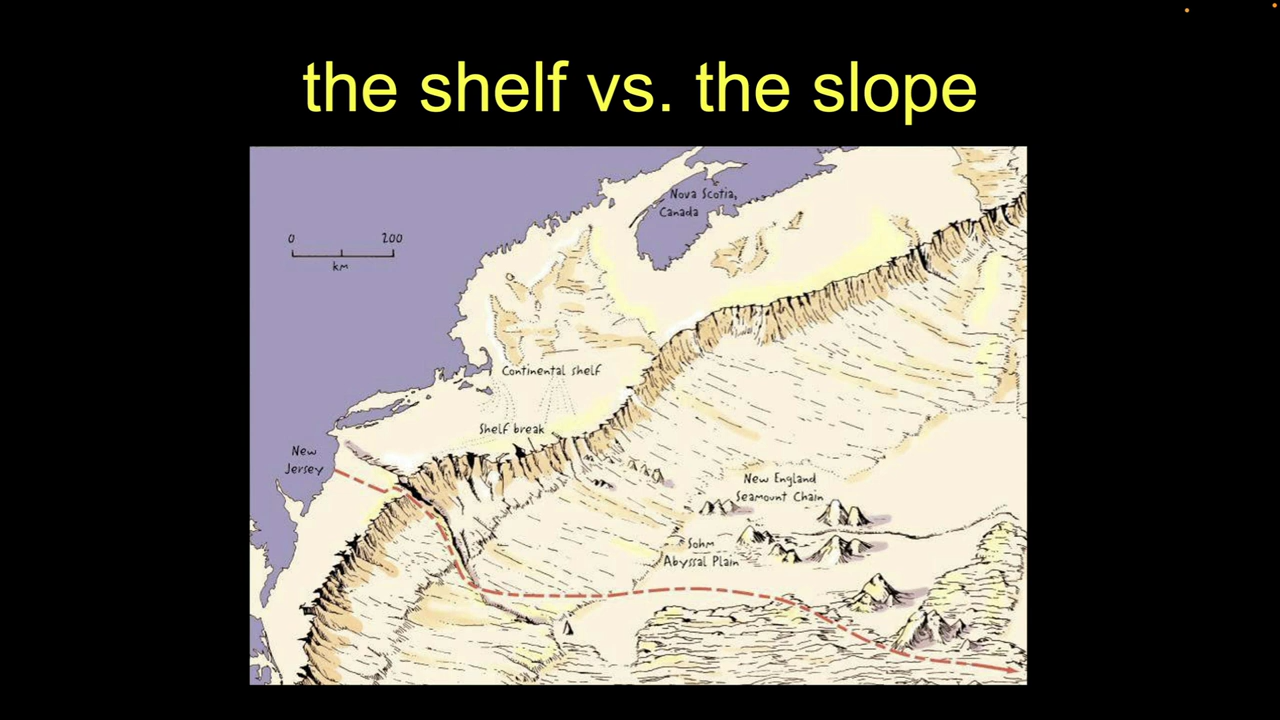 the shelf vs. the slope
Nova Scotia,
Canada
0 200
km
Continental shelf
Shelf break
New
Jersey
New England
Seamount Chain
Sohm
Abyssal Plain